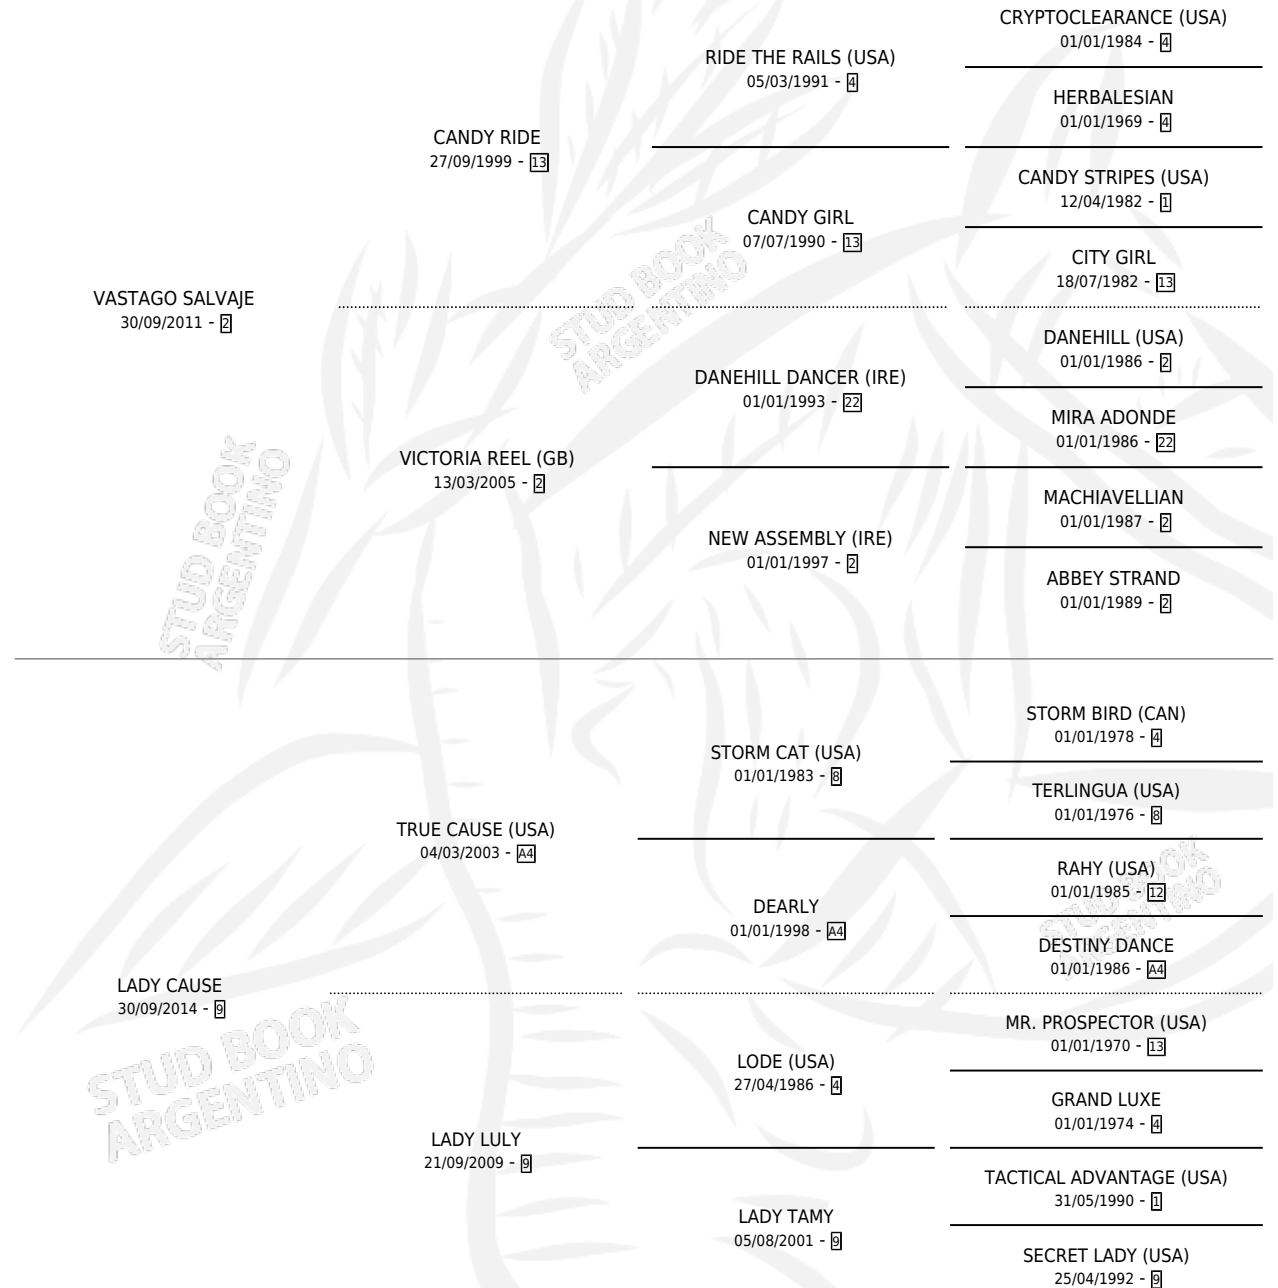 CRYPTOCLEARANCE (USA)
01/01/1984 - 4
RIDE THE RAILS (USA)
05/03/1991 - 4
HERBALESIAN
01/01/1969 - 4
CANDY RIDE
27/09/1999 - 13
CANDY STRIPES (USA)
12/04/1982 - 1
CANDY GIRL
07/07/1990 - 13
CITY GIRL
18/07/1982 - 13
VASTAGO SALVAJE
30/09/2011 - 2
STUD BOOK
ARGENTINO
DANEHILL (USA)
01/01/1986 - 2
DANEHILL DANCER (IRE)
01/01/1993 - 22
MIRA ADONDE
01/01/1986 - 22
VICTORIA REEL (GB)
13/03/2005 - 2
MACHIAVELLIAN
01/01/1987 - 2
NEW ASSEMBLY (IRE)
01/01/1997 - 2
ABBEY STRAND
01/01/1989 - 2
STUD BOOK
ARGENTINO
STORM BIRD (CAN)
01/01/1978 - 4
STORM CAT (USA)
01/01/1983 - 8
TERLINGUA (USA)
01/01/1976 - 8
TRUE CAUSE (USA)
04/03/2003 - A4
RAHY (USA)
01/01/1985 - 12
DEARLY
01/01/1998 - A4
STUD BOOK
ARGENTINO
DESTINY DANCE
01/01/1986 - A4
LADY CAUSE
30/09/2014 - 9
MR. PROSPECTOR (USA)
01/01/1970 - 13
STUD BOOK
ARGENTINO
LODE (USA)
27/04/1986 - 4
GRAND LUXE
01/01/1974 - 4
LADY LULY
21/09/2009 - 9
TACTICAL ADVANTAGE (USA)
31/05/1990 - 1
LADY TAMY
05/08/2001 - 9
SECRET LADY (USA)
25/04/1992 - 9